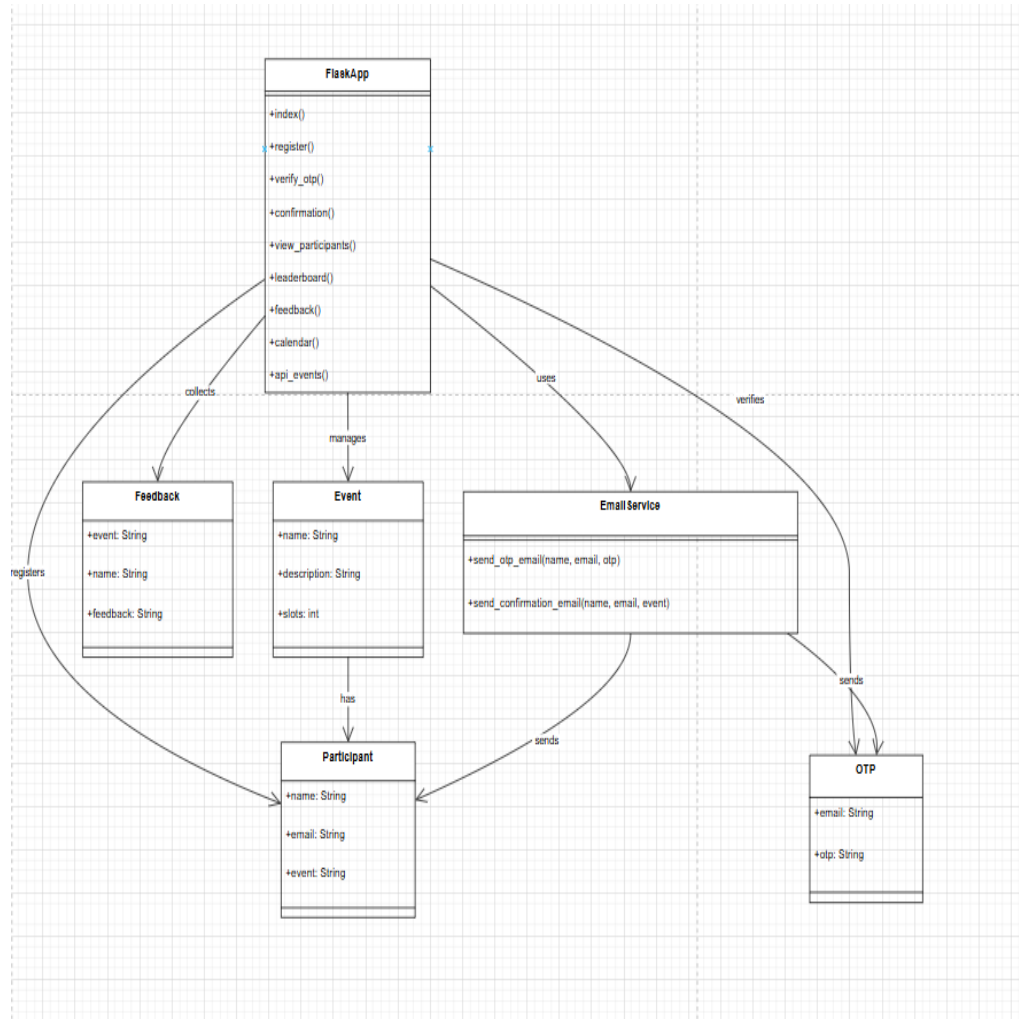 FlaskApp
+index()
+register()
+verify_otp()
+confirmation()
+view_participants()
+leaderboard()
+feedback()
+calendar()
+api_events()
collects
manages
uses
verifies
registers
Feedback
+event: String
+name: String
+feedback: String
Event
+name: String
+description: String
+slots: int
EmailService
+send_otp_email(name, email, otp)
+send_confirmation_email(name, email, event)
has
sends
sends
Participant
+name: String
+email: String
+event: String
OTP
+email: String
+otp: String